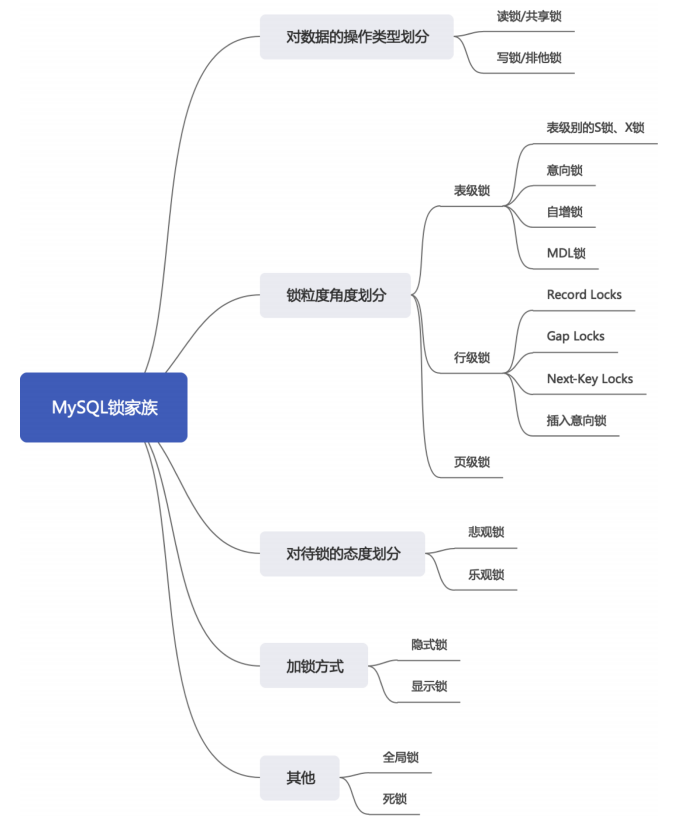 MySQL锁家族
对数据的操作类型划分
读锁/共享锁
写锁/排他锁
锁粒度角度划分
表级锁
表级别的S锁、X锁
意向锁
自增锁
MDL锁
行级锁
Record Locks
Gap Locks
Next-Key Locks
插入意向锁
页级锁
对待锁的态度划分
悲观锁
乐观锁
加锁方式
隐式锁
显示锁
其他
全局锁
死锁